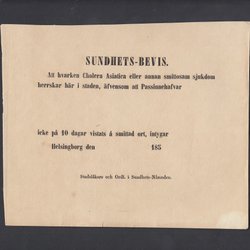 SUNDHETS-BEVIS.
Att hvarken Cholera Asiatica eller annan smittosam sjukdom
herrskar här i staden, äfvensom att Passinnehafvar
icke på 10 dagar vistats å smittad ort, intygar
Helsingborg den 185
Stadsläkare och Ordf. i Sundhets-Nämnden.